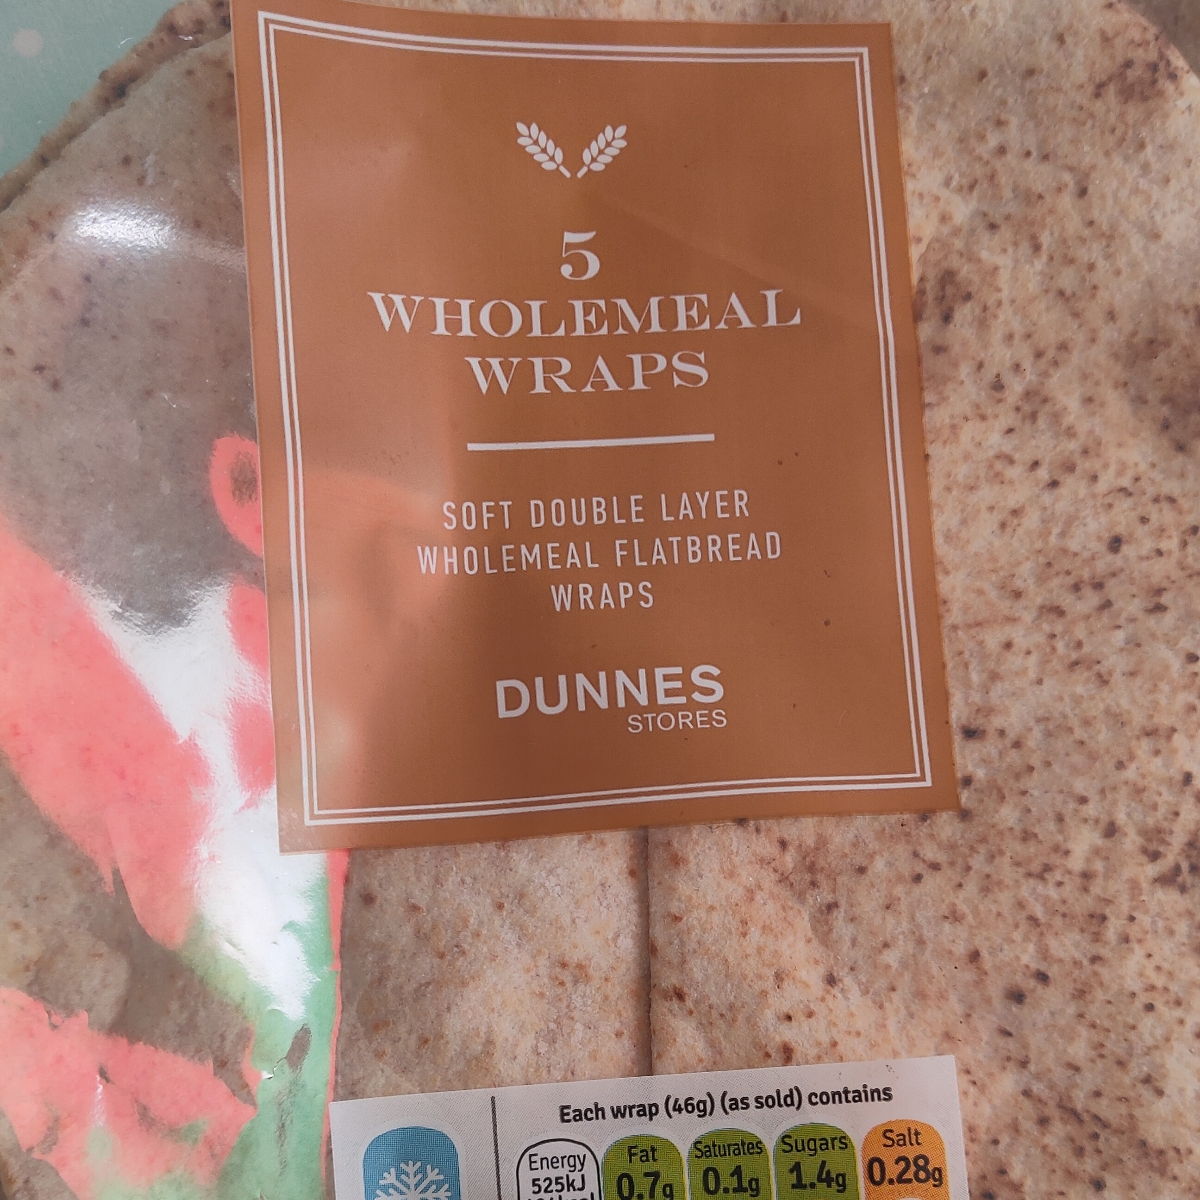 5
WHOLEMEAL
WRAPS
SOFT DOUBLE LAYER
WHOLEMEAL FLATBREAD
WRAPS
DUNNES
STORES
Each wrap (46g) (as sold) contains
Energy Fat Saturates Sugars Salt
525kJ 0.7g 0.1g 1.4g 0.28g